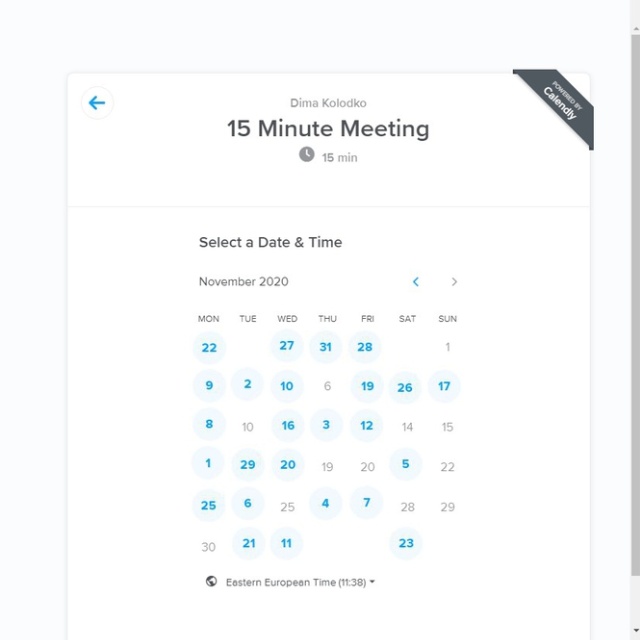 POWERED BY
Calendly
Dima Kolodko
15 Minute Meeting
15 min
Select a Date & Time
November 2020
MON TUE WED THU FRI SAT SUN
22 27 31 28 1
9 2 10 6 19 26 17
8 10 16 3 12 14 15
1 29 20 19 20 5 22
25 6 25 4 7 28 29
30 21 11 23
Eastern European Time (11:38)